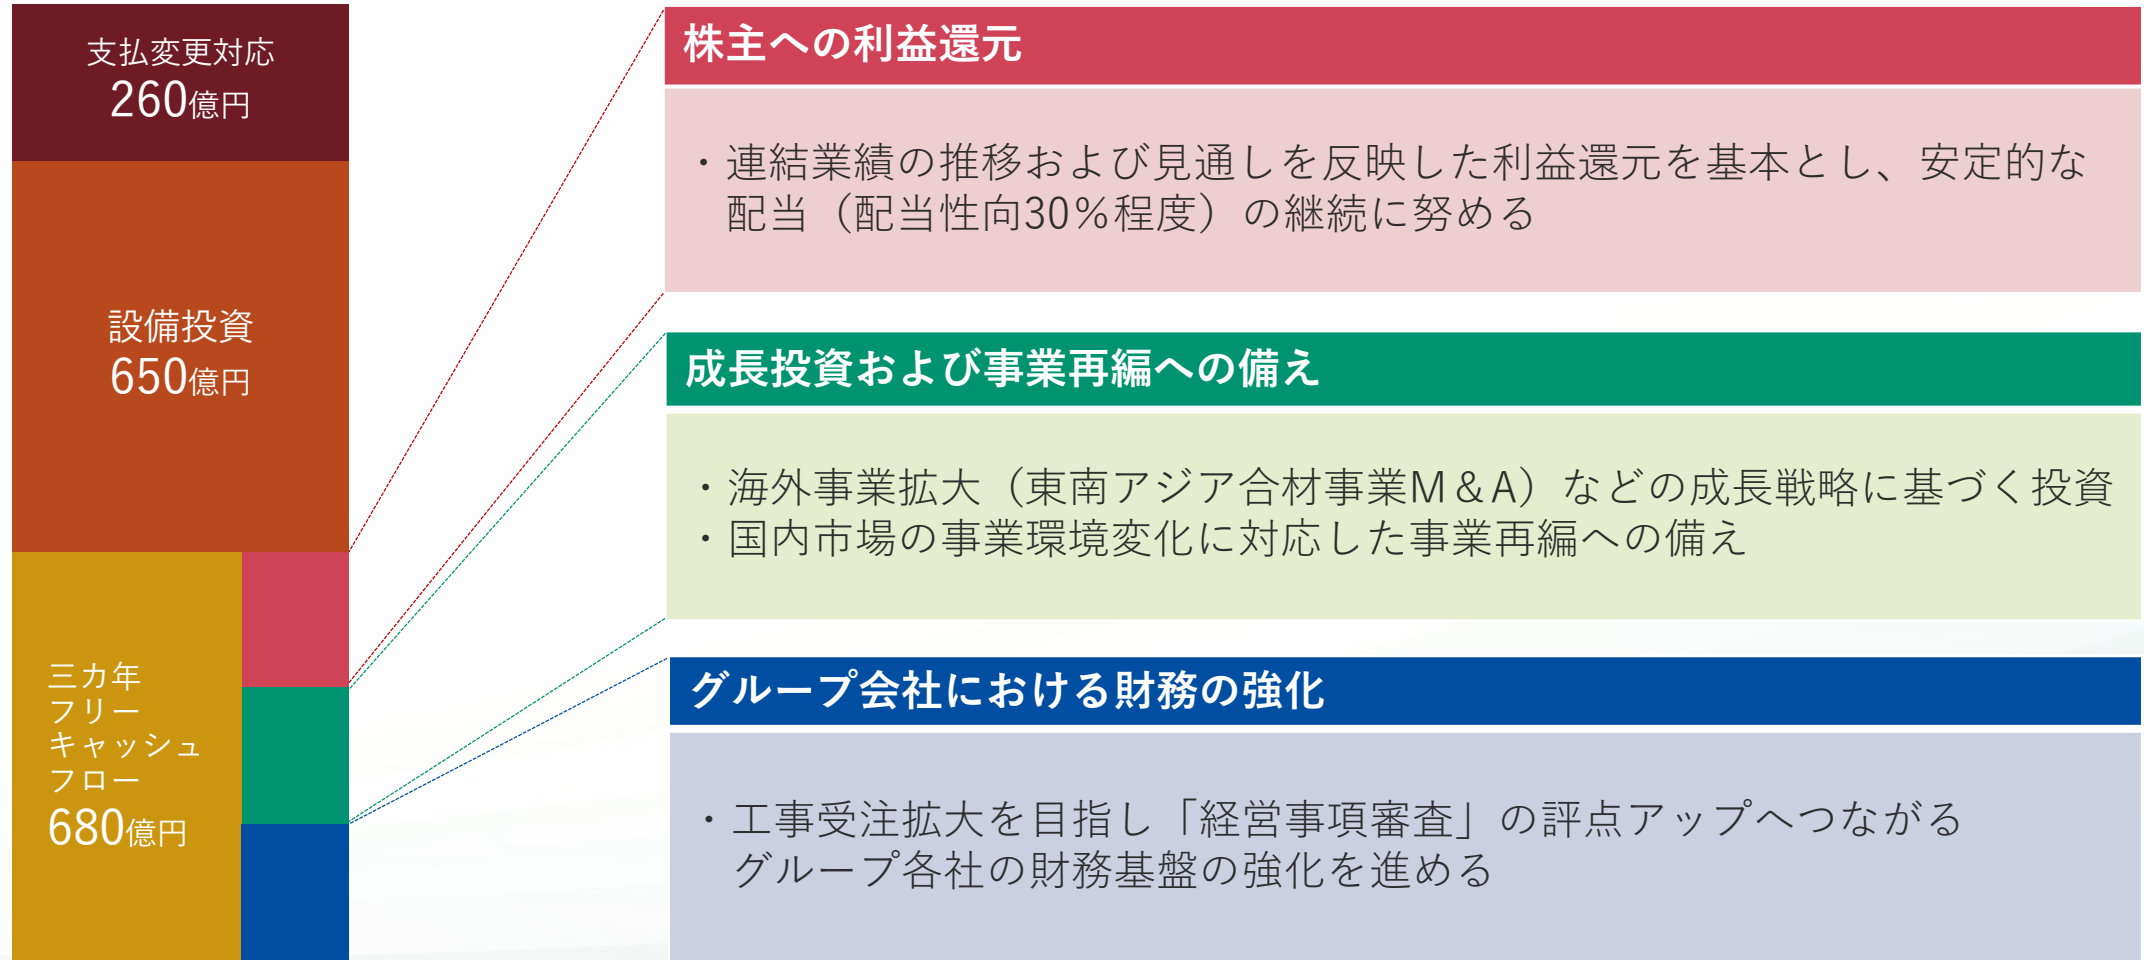 支払変更対応
260億円
設備投資
650億円
三カ年
フリー
キャッシュ
フロー
680億円
株主への利益還元
・連結業績の推移および見通しを反映した利益還元を基本とし、安定的な
配当（配当性向30％程度）の継続に努める
成長投資および事業再編への備え
・海外事業拡大（東南アジア合材事業M＆A）などの成長戦略に基づく投資
・国内市場の事業環境変化に対応した事業再編への備え
グループ会社における財務の強化
・工事受注拡大を目指し「経営事項審査」の評点アップへつながる
グループ各社の財務基盤の強化を進める